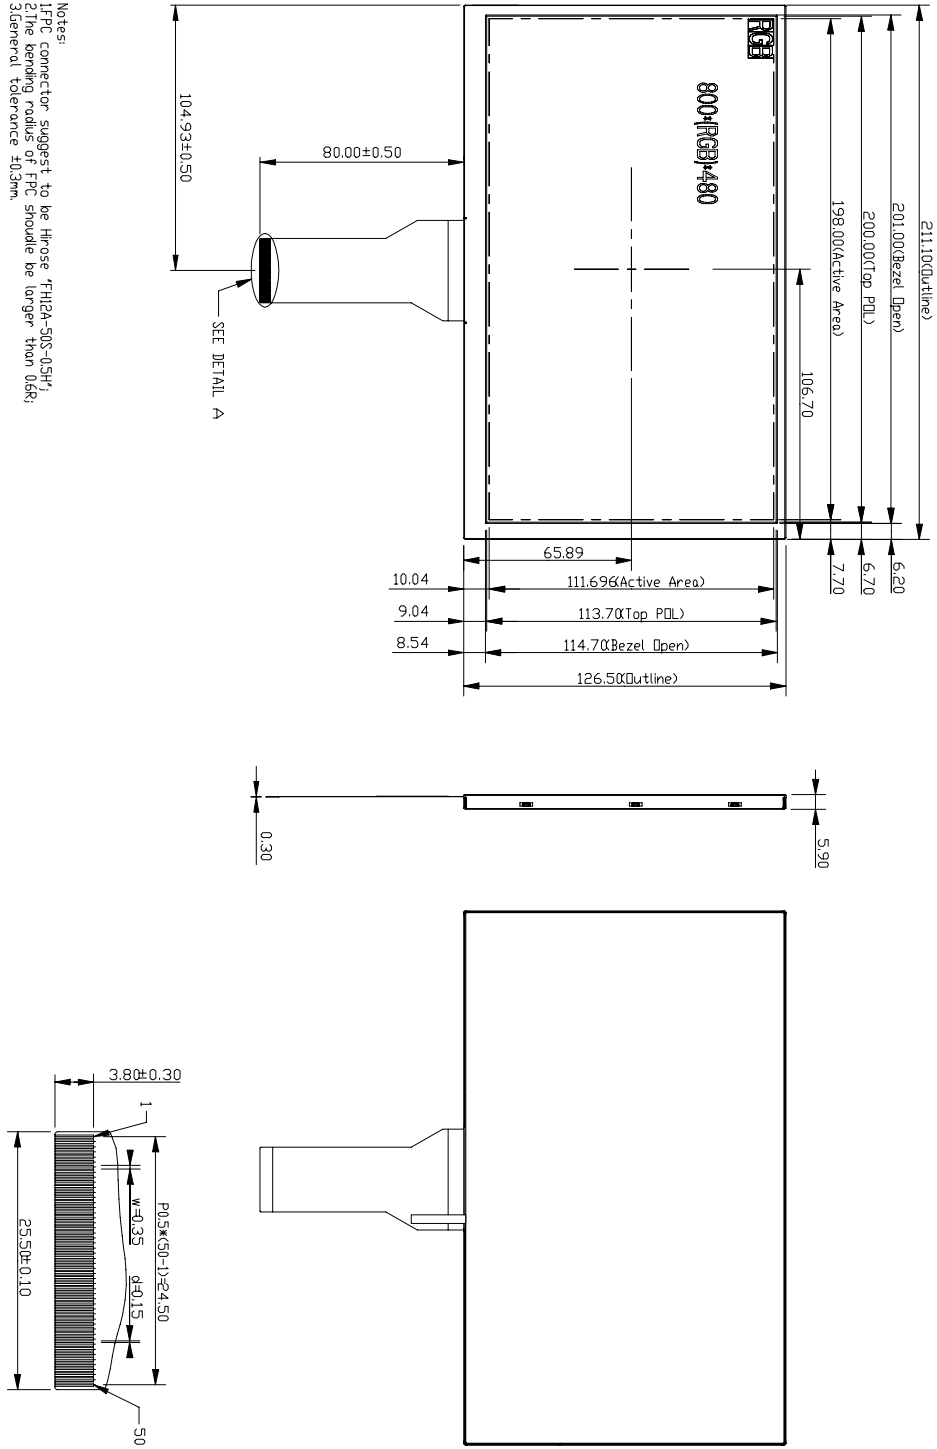 211.10(Outline)
201.00(Bezel Open)
200.00(Top POL)
198.00(Active Area)
106.70
6.20
6.70
7.70
RGB
800*(RGB)*480
104.93±0.50
80.00±0.50
SEE DETAIL A
65.89
10.04
111.696(Active Area)
9.04
113.70(Top POL)
8.54
114.70(Bezel Open)
126.50(Outline)
Notes:
1.FPC connector suggest to be Hirose "FH12A-50S-0.5H";
2.The bending radius of FPC shoudle be larger than 0.6R;
3.General tolerance ±0.3mm.
0.30
5.90
3.80±0.30
1
P0.5*(50-1)=24.50
w=0.35
d=0.15
25.50±0.10
50